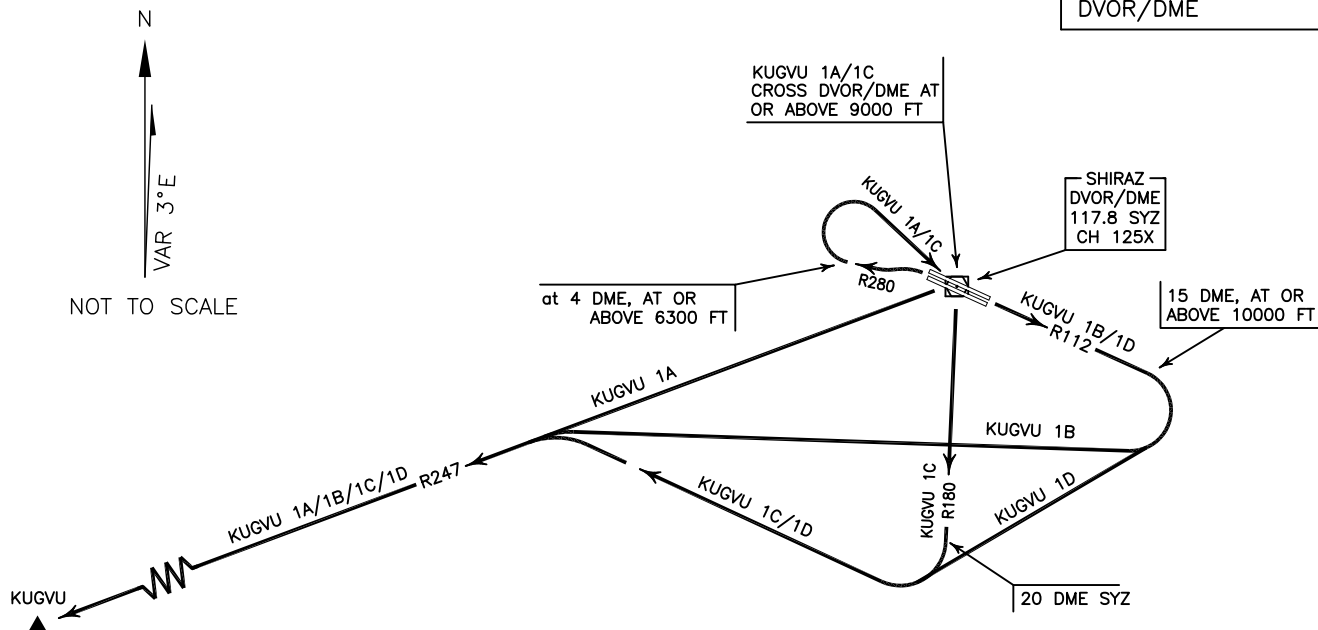 DVOR/DME
N
VAR 3°E
NOT TO SCALE
KUGVU 1A/1C
CROSS DVOR/DME AT
OR ABOVE 9000 FT
SHIRAZ
DVOR/DME
117.8 SYZ
CH 125X
KUGVU 1A/1C
R280
at 4 DME, AT OR
ABOVE 6300 FT
KUGVU 1B/1D
R112
15 DME, AT OR
ABOVE 10000 FT
KUGVU 1A
KUGVU 1B
KUGVU 1C
R180
KUGVU 1D
KUGVU 1C/1D
R247
KUGVU 1A/1B/1C/1D
20 DME SYZ
KUGVU